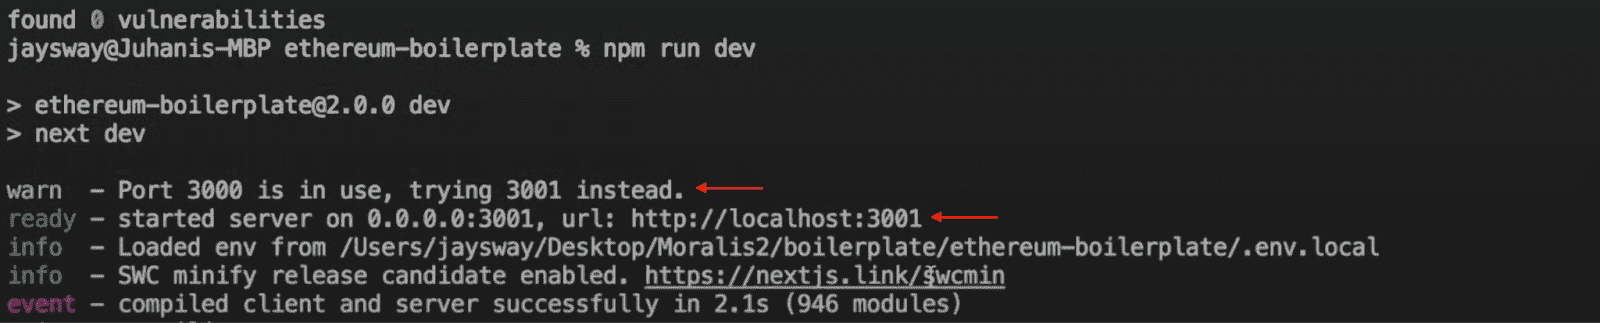 found 0 vulnerabilities
jaysway@Juhanis-MBP ethereum-boilerplate % npm run dev
> ethereum-boilerplate@2.0.0 dev
> next dev
warn - Port 3000 is in use, trying 3001 instead.
ready - started server on 0.0.0.0:3001, url: http://localhost:3001
info - Loaded env from /Users/jaysway/Desktop/Moralis2/boilerplate/ethereum-boilerplate/.env.local
info - SWC minify release candidate enabled. https://nextjs.link/swcmin
event - compiled client and server successfully in 2.1s (946 modules)